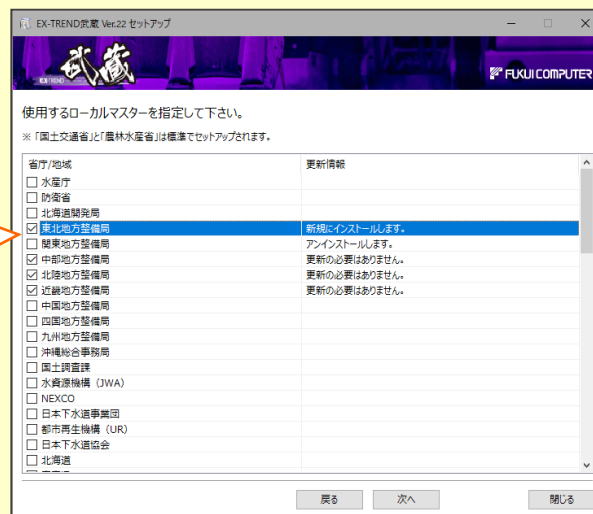 EX-TREND武蔵 Ver.22 セットアップ
EX-TREND 武蔵
FUKUI COMPUTER
使用するローカルマスターを指定して下さい。
※「国土交通省」と「農林水産省」は標準でセットアップされます。
省庁/地域 更新情報
水産庁
防衛省
北海道開発局
東北地方整備局 新規にインストールします。
関東地方整備局 アンインストールします。
中部地方整備局 更新の必要はありません。
北陸地方整備局 更新の必要はありません。
近畿地方整備局 更新の必要はありません。
中国地方整備局
四国地方整備局
九州地方整備局
沖縄総合事務局
国土調査課
水資源機構（JWA）
NEXCO
日本下水道事業団
都市再生機構（UR）
日本下水道協会
北海道
戻る 次へ 閉じる